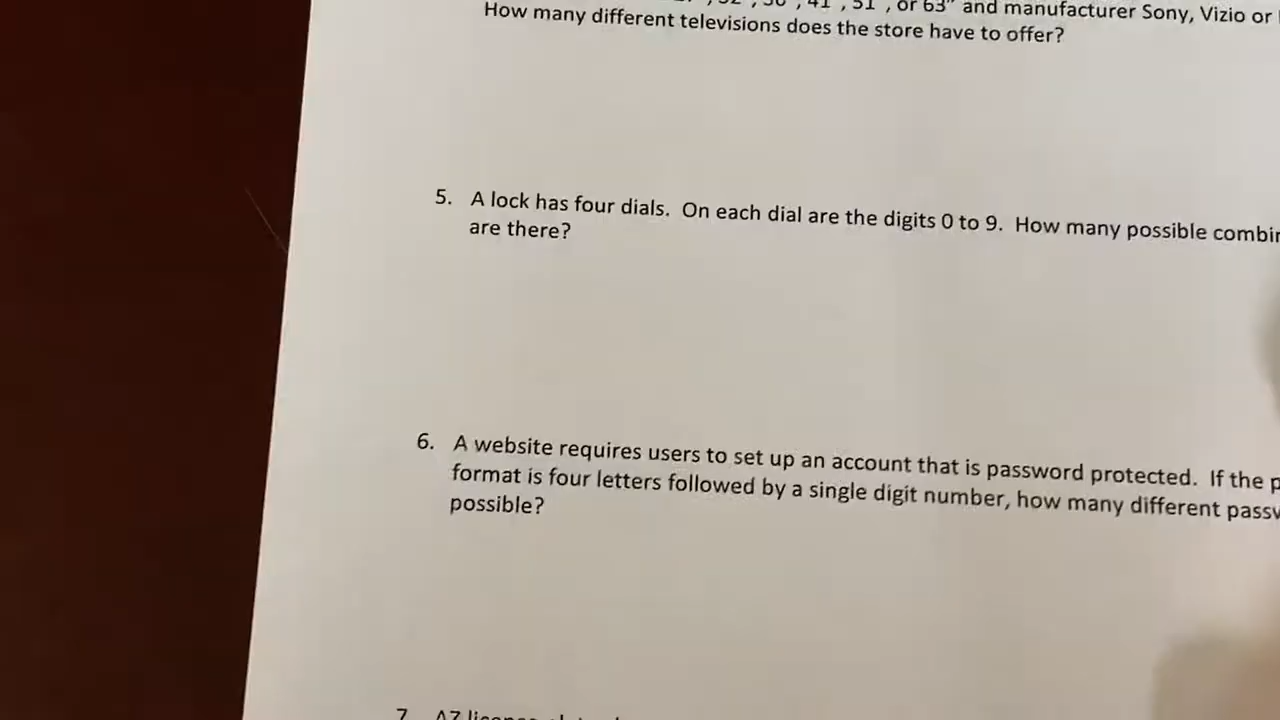 , 41", 51", or 63" and manufacturer Sony, Vizio or
How many different televisions does the store have to offer?
5. A lock has four dials. On each dial are the digits 0 to 9. How many possible
are there?
6. A website requires users to set up an account that is password protected. If the
format is four letters followed by a single digit number, how many different
possible?
7.